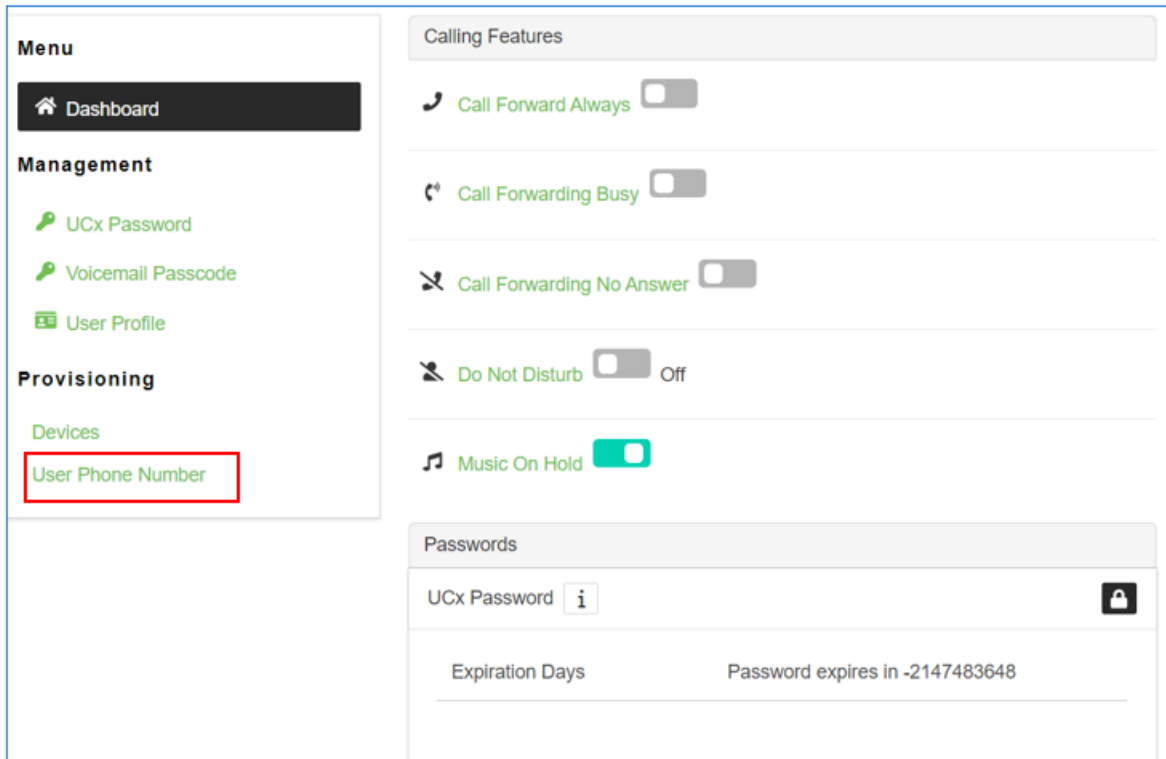 Menu
Dashboard
Management
UCx Password
Voicemail Passcode
User Profile
Provisioning
Devices
User Phone Number
Calling Features
Call Forward Always
Call Forwarding Busy
Call Forwarding No Answer
Do Not Disturb Off
Music On Hold
Passwords
UCx Password i
Expiration Days Password expires in -2147483648